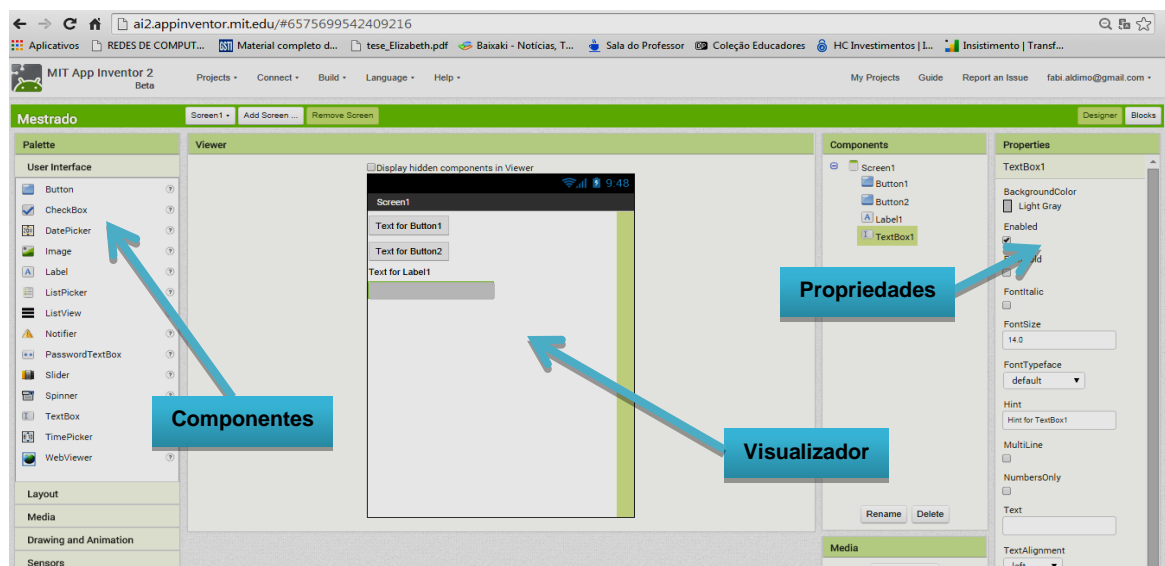 ai2.appinventor.mit.edu/#6575699542409216
Aplicativos REDES DE COMPUT... Material completo d... tese_Elizabeth.pdf Baixaki - Notícias, T... Sala do Professor Coleção Educadores HC Investimentos | I... Insistimento | Transf...
MIT App Inventor 2
Beta
Projects Connect Build Language Help
My Projects Guide Report an Issue fabi.aldimo@gmail.com
Mestrado
Screen1 Add Screen ... Remove Screen
Designer Blocks
Palette
User Interface
Button
CheckBox
DatePicker
Image
Label
ListPicker
ListView
Notifier
PasswordTextBox
Slider
Spinner
TextBox
TimePicker
WebViewer
Layout
Media
Drawing and Animation
Sensors
Componentes
Viewer
Display hidden components in Viewer
9:48
Screen1
Text for Button1
Text for Button2
Text for Label1
Visualizador
Components
Screen1
Button1
Button2
Label1
TextBox1
Rename Delete
Media
Propriedades
Properties
TextBox1
BackgroundColor
Light Gray
Enabled
FontItalic
FontSize
14.0
FontTypeface
default
Hint
Hint for TextBox1
MultiLine
NumbersOnly
Text
TextAlignment
left